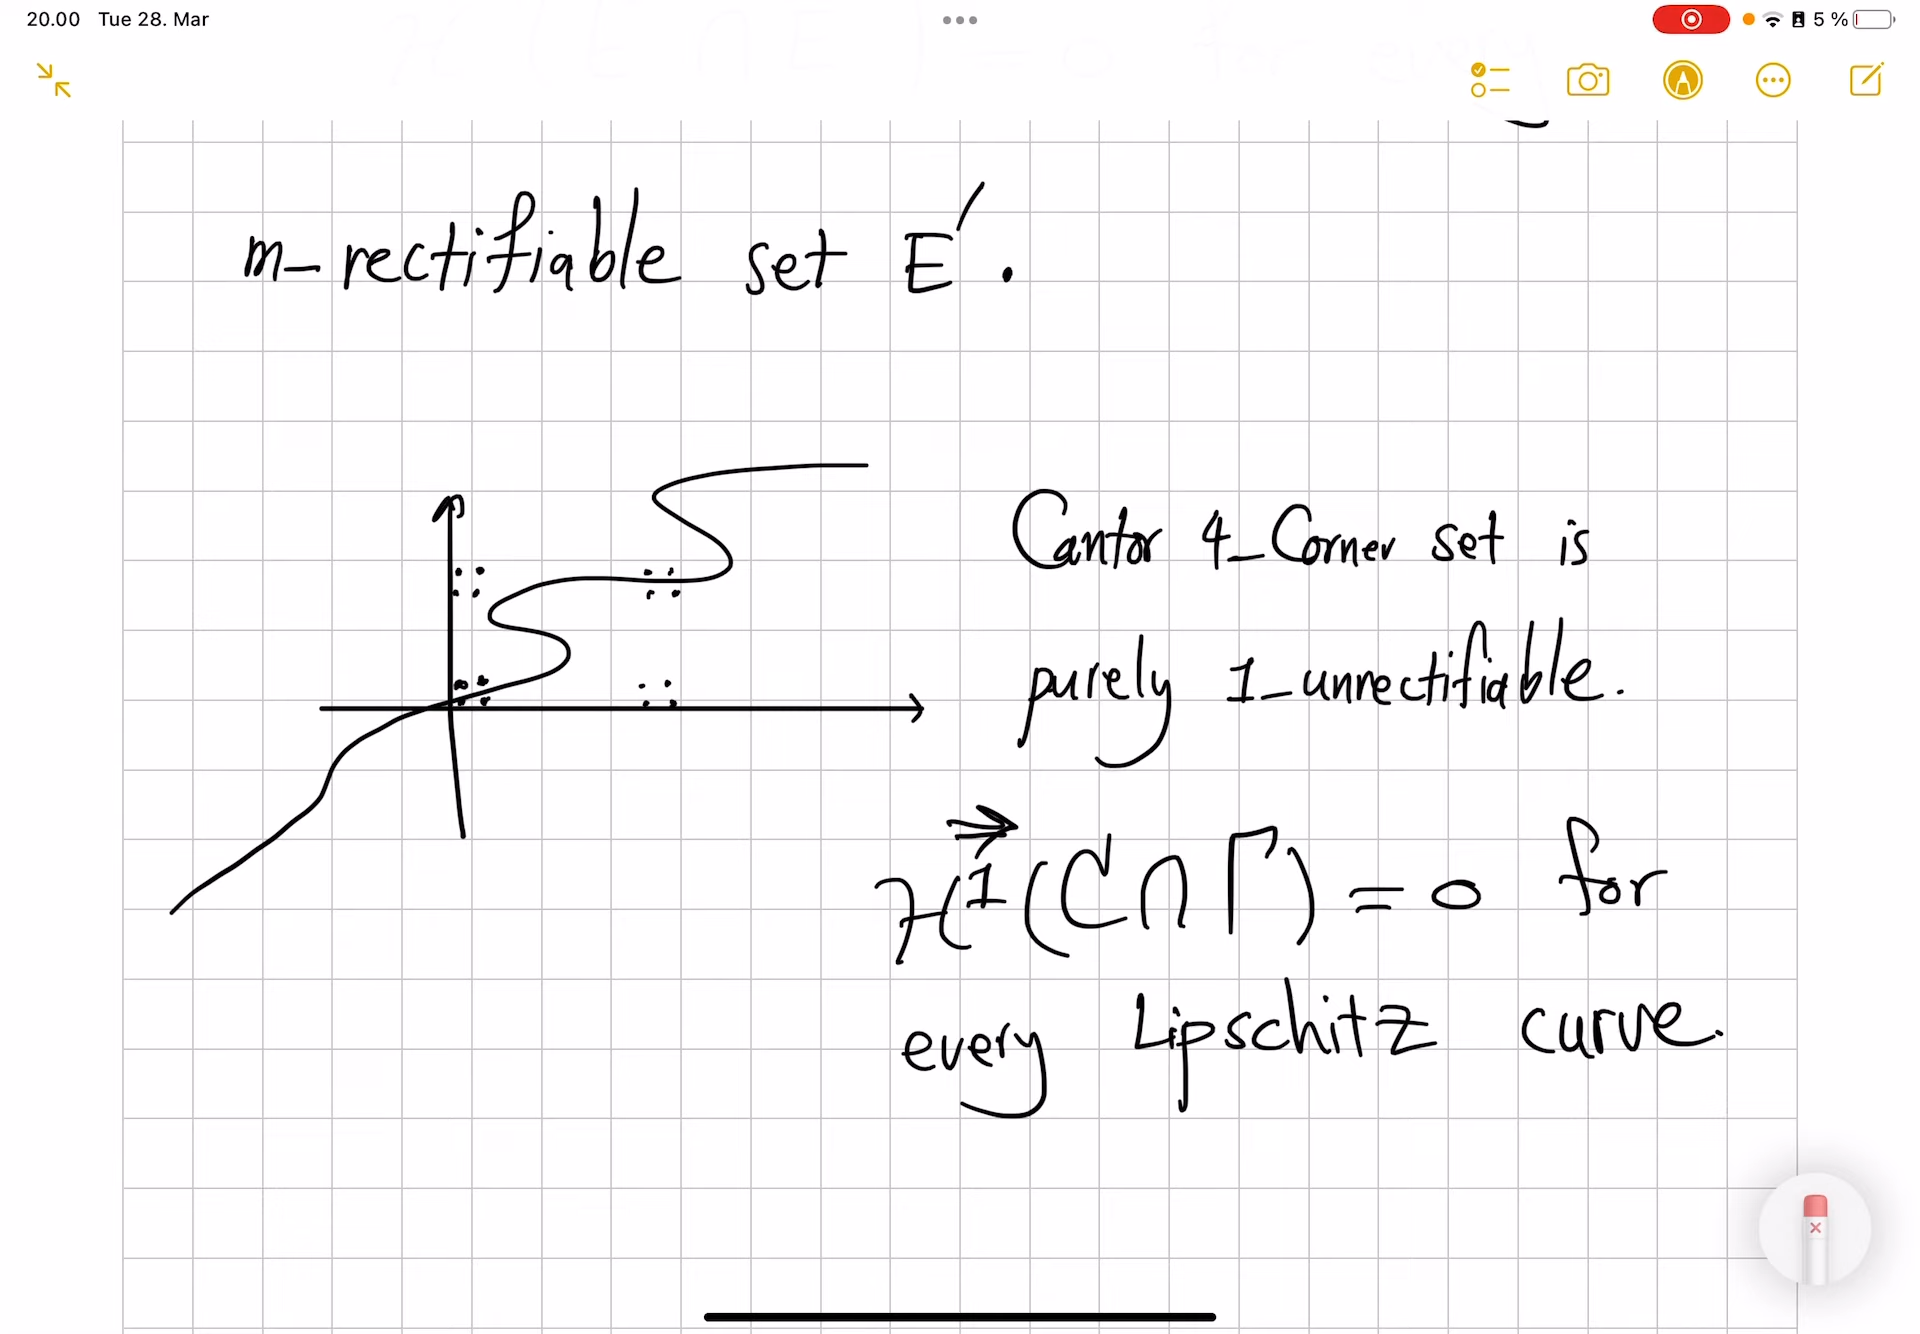 20.00 Tue 28. Mar
5 %
m-rectifiable set E′.
Cantor 4-Corner set is
purely 1-unrectifiable.
ℋ¹(C∩Γ) = 0 for
every Lipschitz curve.